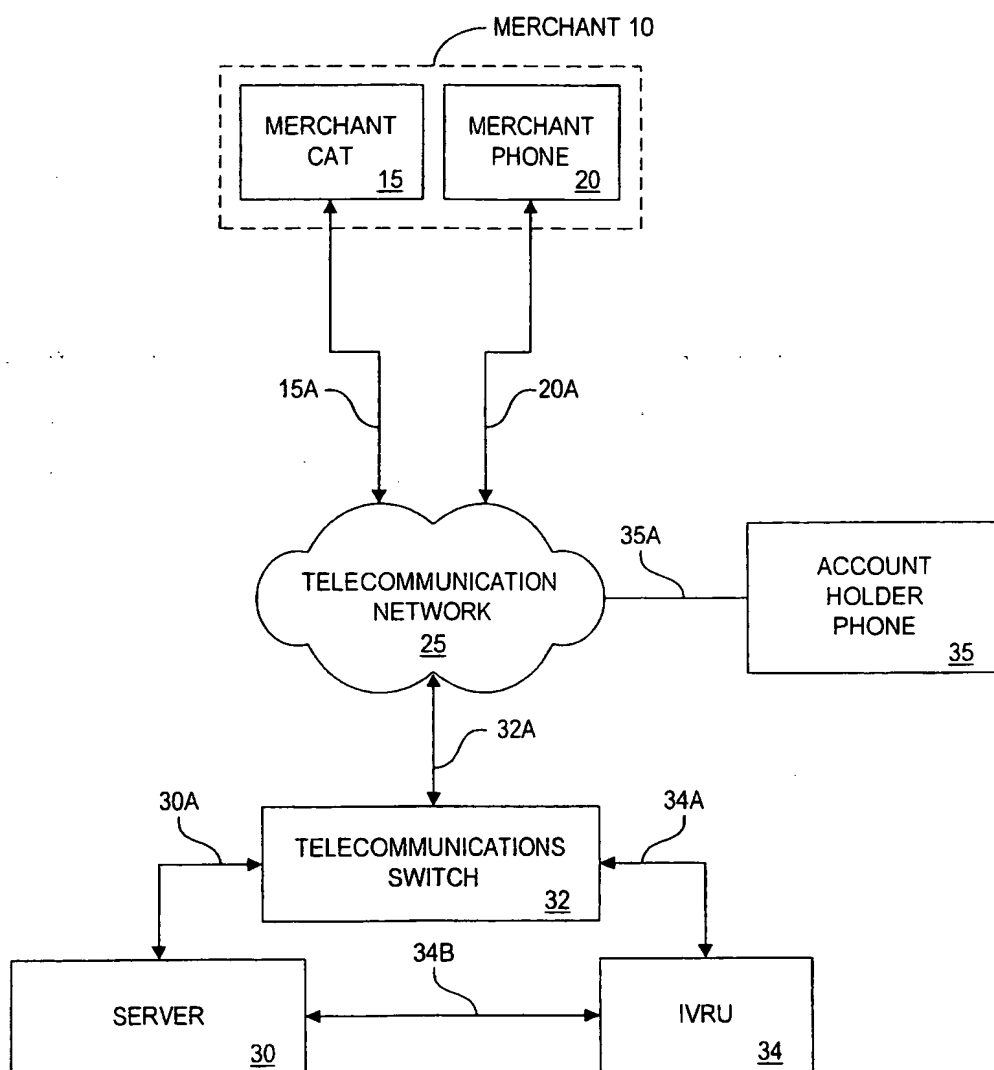 MERCHANT 10
MERCHANT
CAT
15
MERCHANT
PHONE
20
15A
20A
TELECOMMUNICATION
NETWORK
25
35A
ACCOUNT
HOLDER
PHONE
35
32A
30A
34A
TELECOMMUNICATIONS
SWITCH
32
34B
SERVER
30
IVRU
34